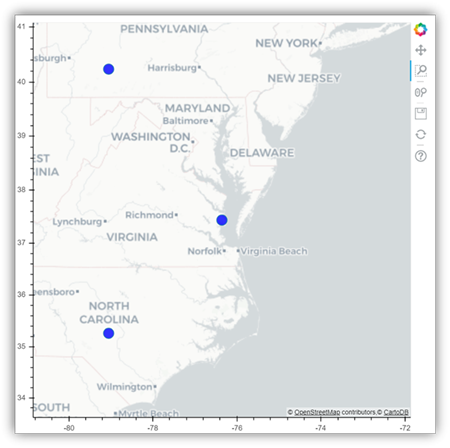 41
PENNSYLVANIA
NEW YORK
sburgh
40
Harrisburg
NEW JERSEY
MARYLAND
Baltimore
39
WASHINGTON
D.C.
DELAWARE
EST
INIA
38
Lynchburg
Richmond
VIRGINIA
37
Norfolk
Virginia Beach
36
ensboro
NORTH
CAROLINA
35
Wilmington
34
SOUTH
Myrtle Beach
© OpenStreetMap contributors,© CartoDB
-80 -78 -76 -74 -72